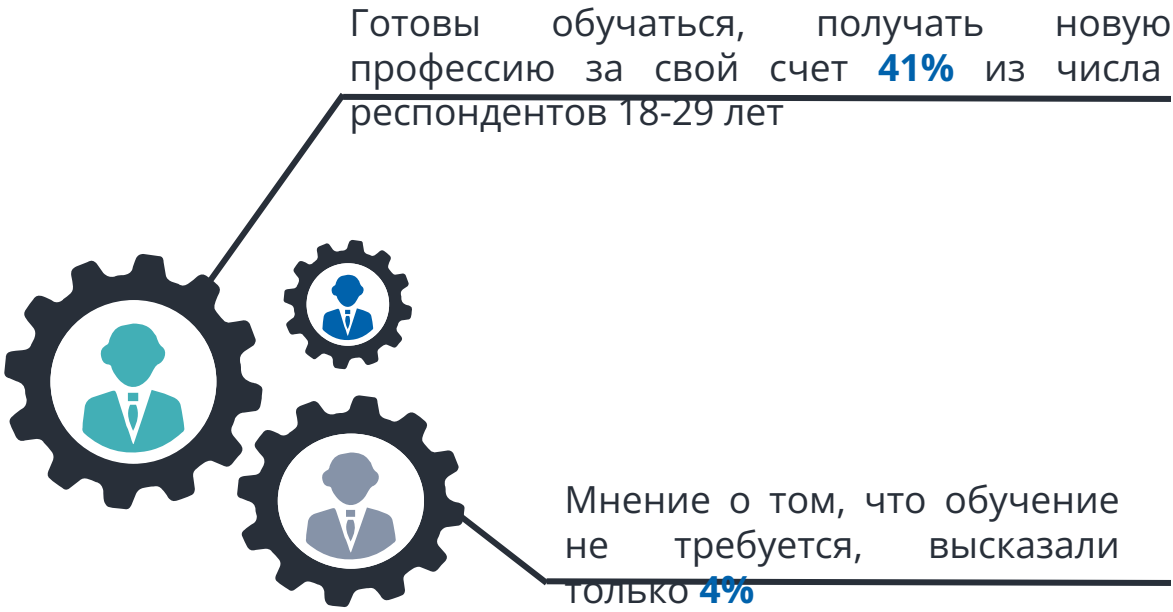 Готовы обучаться, получать новую
профессию за свой счет 41% из числа
респондентов 18-29 лет
Мнение о том, что обучение
не требуется, высказали
только 4%